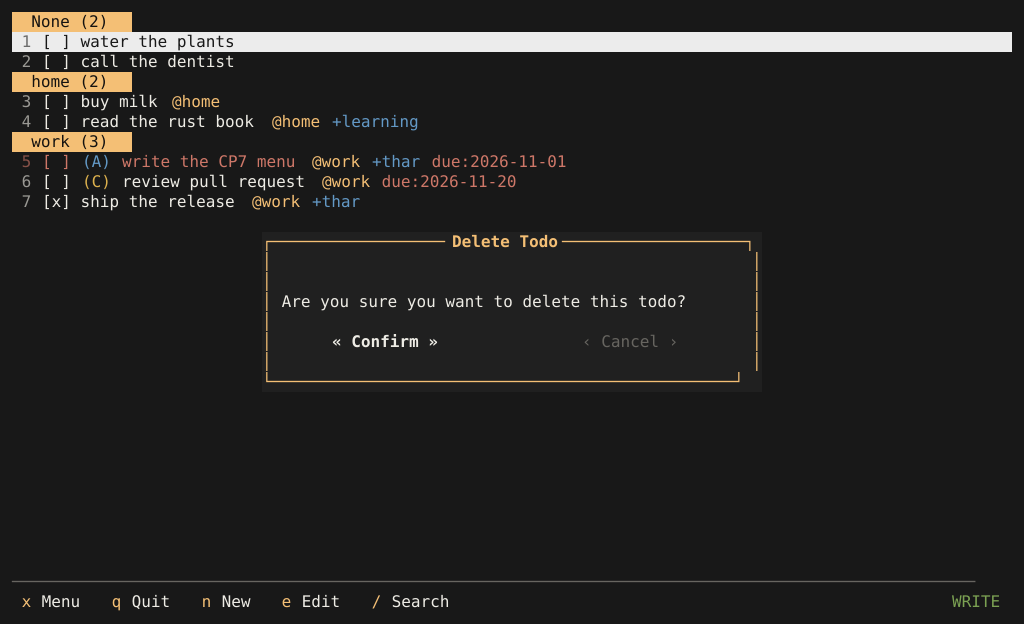 None (2)
1 [ ] water the plants
2 [ ] call the dentist
home (2)
3 [ ] buy milk @home
4 [ ] read the rust book @home +learning
work (3)
5 [ ] (A) write the CP7 menu @work +thar due:2026-11-01
6 [ ] (C) review pull request @work due:2026-11-20
7 [x] ship the release @work +thar
Delete Todo
Are you sure you want to delete this todo?
« Confirm » ‹ Cancel ›
x Menu q Quit n New e Edit / Search WRITE